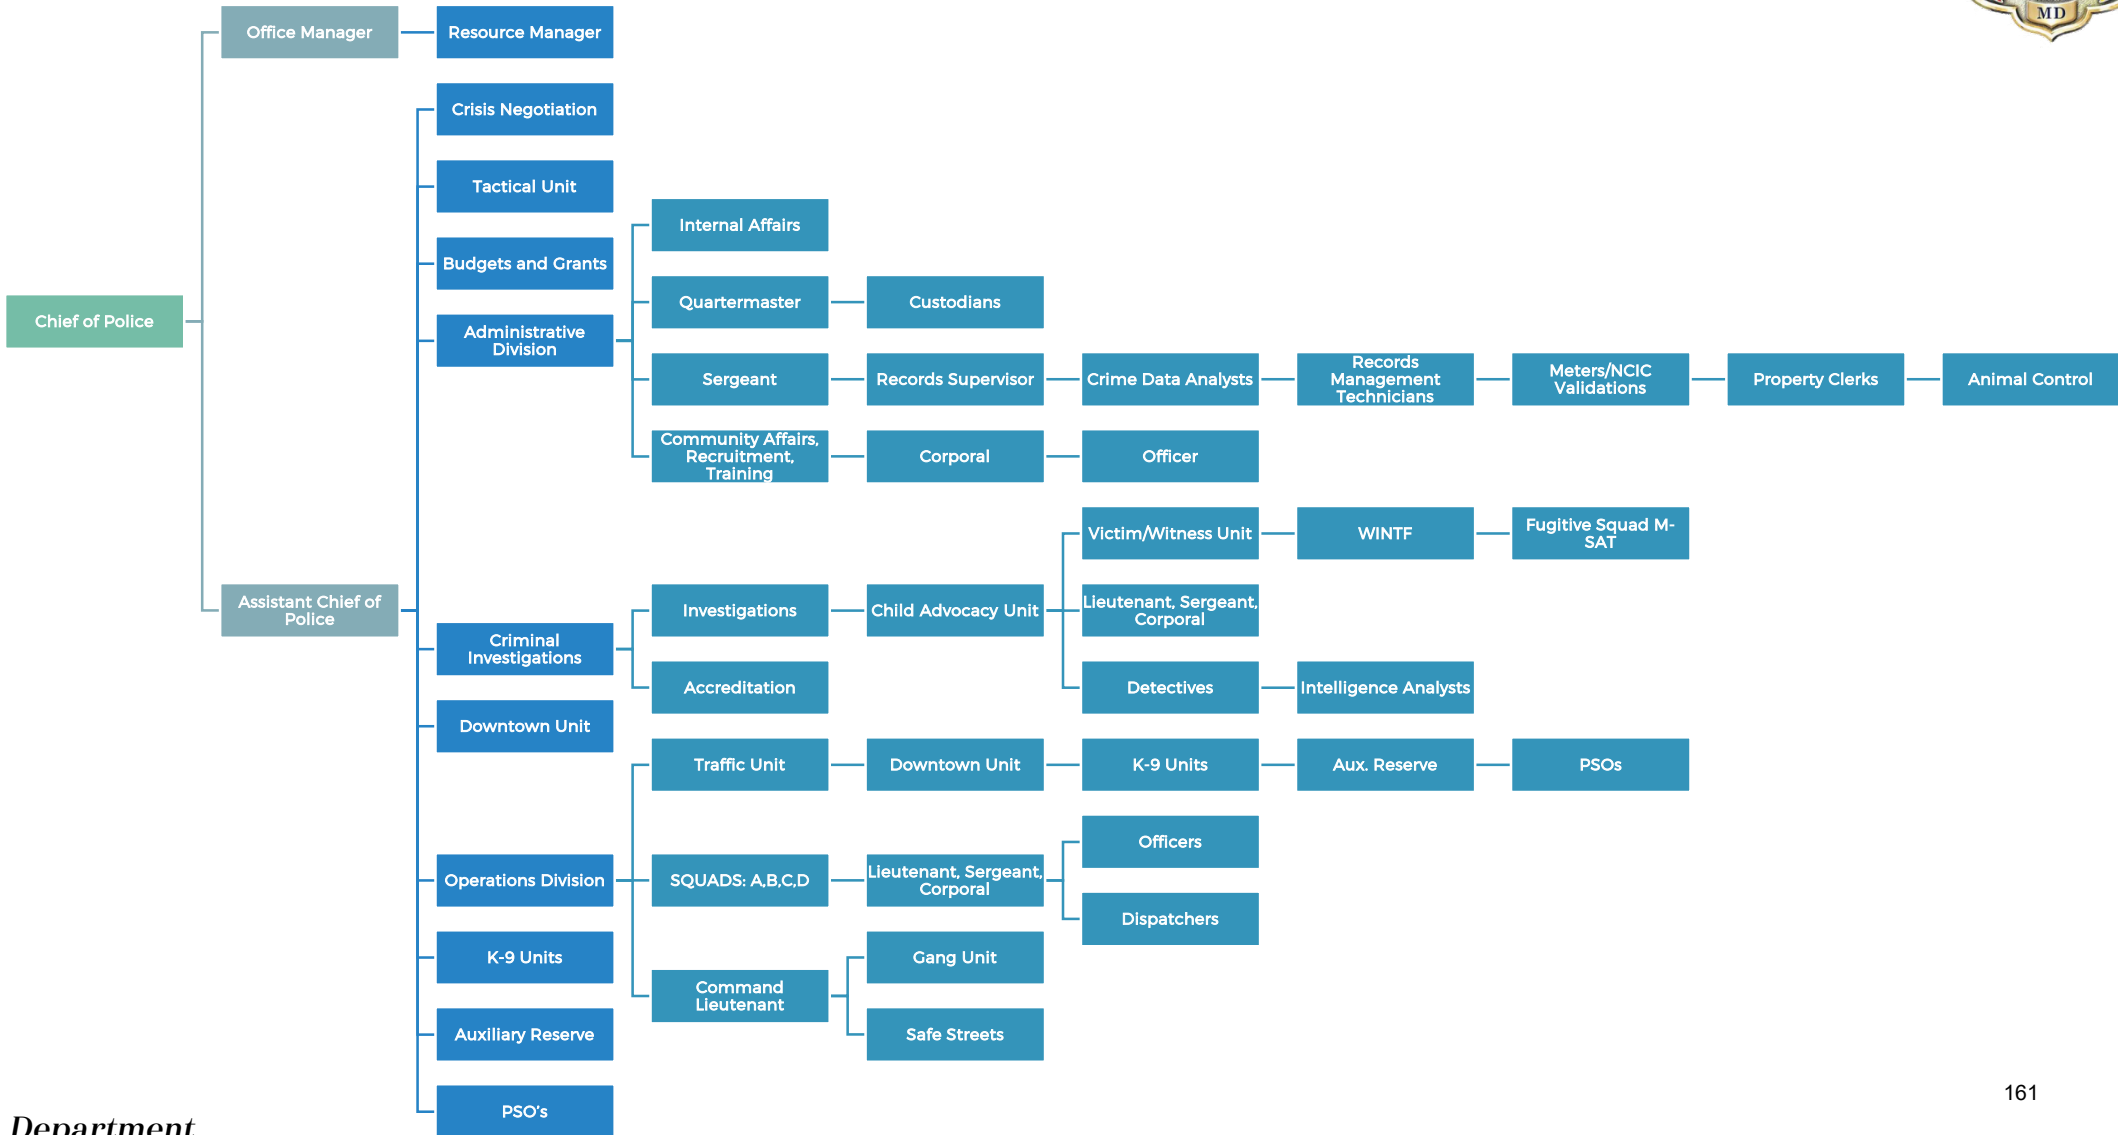 MD
Office Manager
Resource Manager
Crisis Negotiation
Tactical Unit
Internal Affairs
Budgets and Grants
Quartermaster
Custodians
Chief of Police
Administrative
Division
Sergeant
Records Supervisor
Crime Data Analysts
Records
Management
Technicians
Meters/NCIC
Validations
Property Clerks
Animal Control
Community Affairs,
Recruitment,
Training
Corporal
Officer
Victim/Witness Unit
WINTF
Fugitive Squad M-
SAT
Assistant Chief of
Police
Investigations
Child Advocacy Unit
Lieutenant, Sergeant,
Corporal
Criminal
Investigations
Accreditation
Detectives
Intelligence Analysts
Downtown Unit
Traffic Unit
Downtown Unit
K-9 Units
Aux. Reserve
PSOs
Officers
Operations Division
SQUADS: A,B,C,D
Lieutenant, Sergeant,
Corporal
Dispatchers
K-9 Units
Gang Unit
Command
Lieutenant
Auxiliary Reserve
Safe Streets
PSO's
161
Department